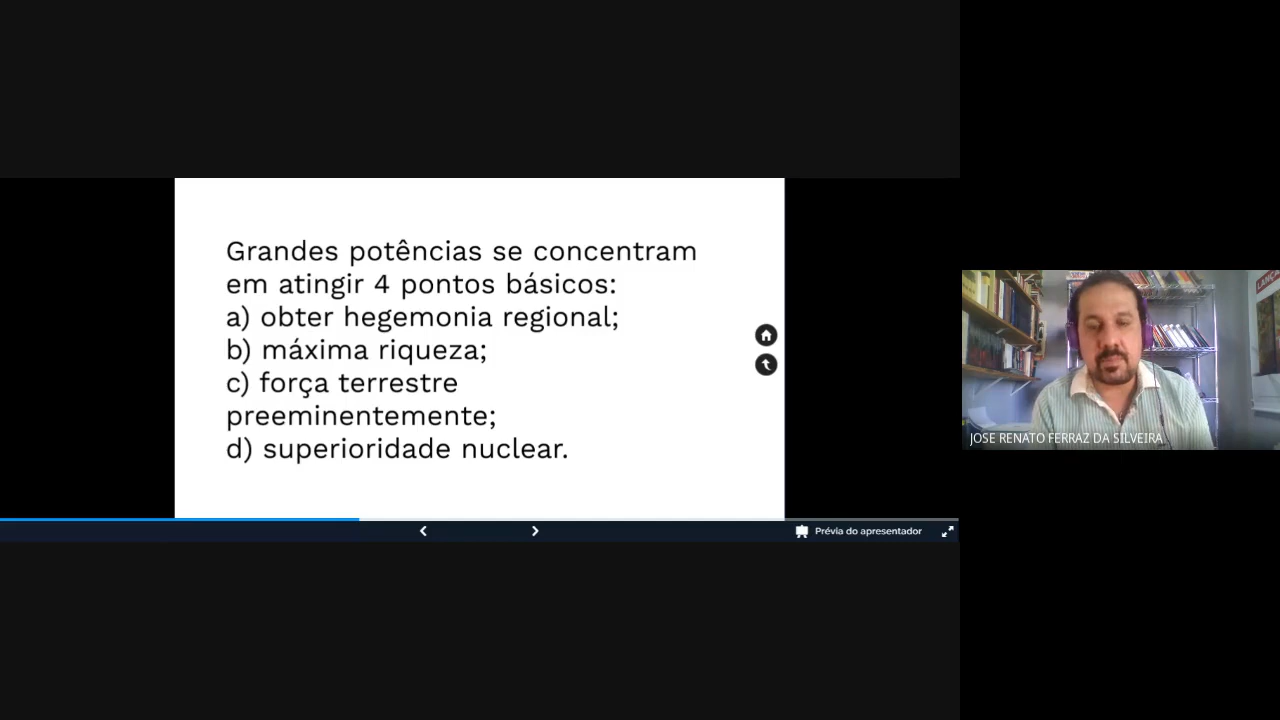 Grandes potências se concentram
em atingir 4 pontos básicos:
a) obter hegemonia regional;
b) máxima riqueza;
c) força terrestre
preeminentemente;
d) superioridade nuclear.
Prévia do apresentador
LANÇA
JOSE RENATO FERRAZ DA SILVEIRA